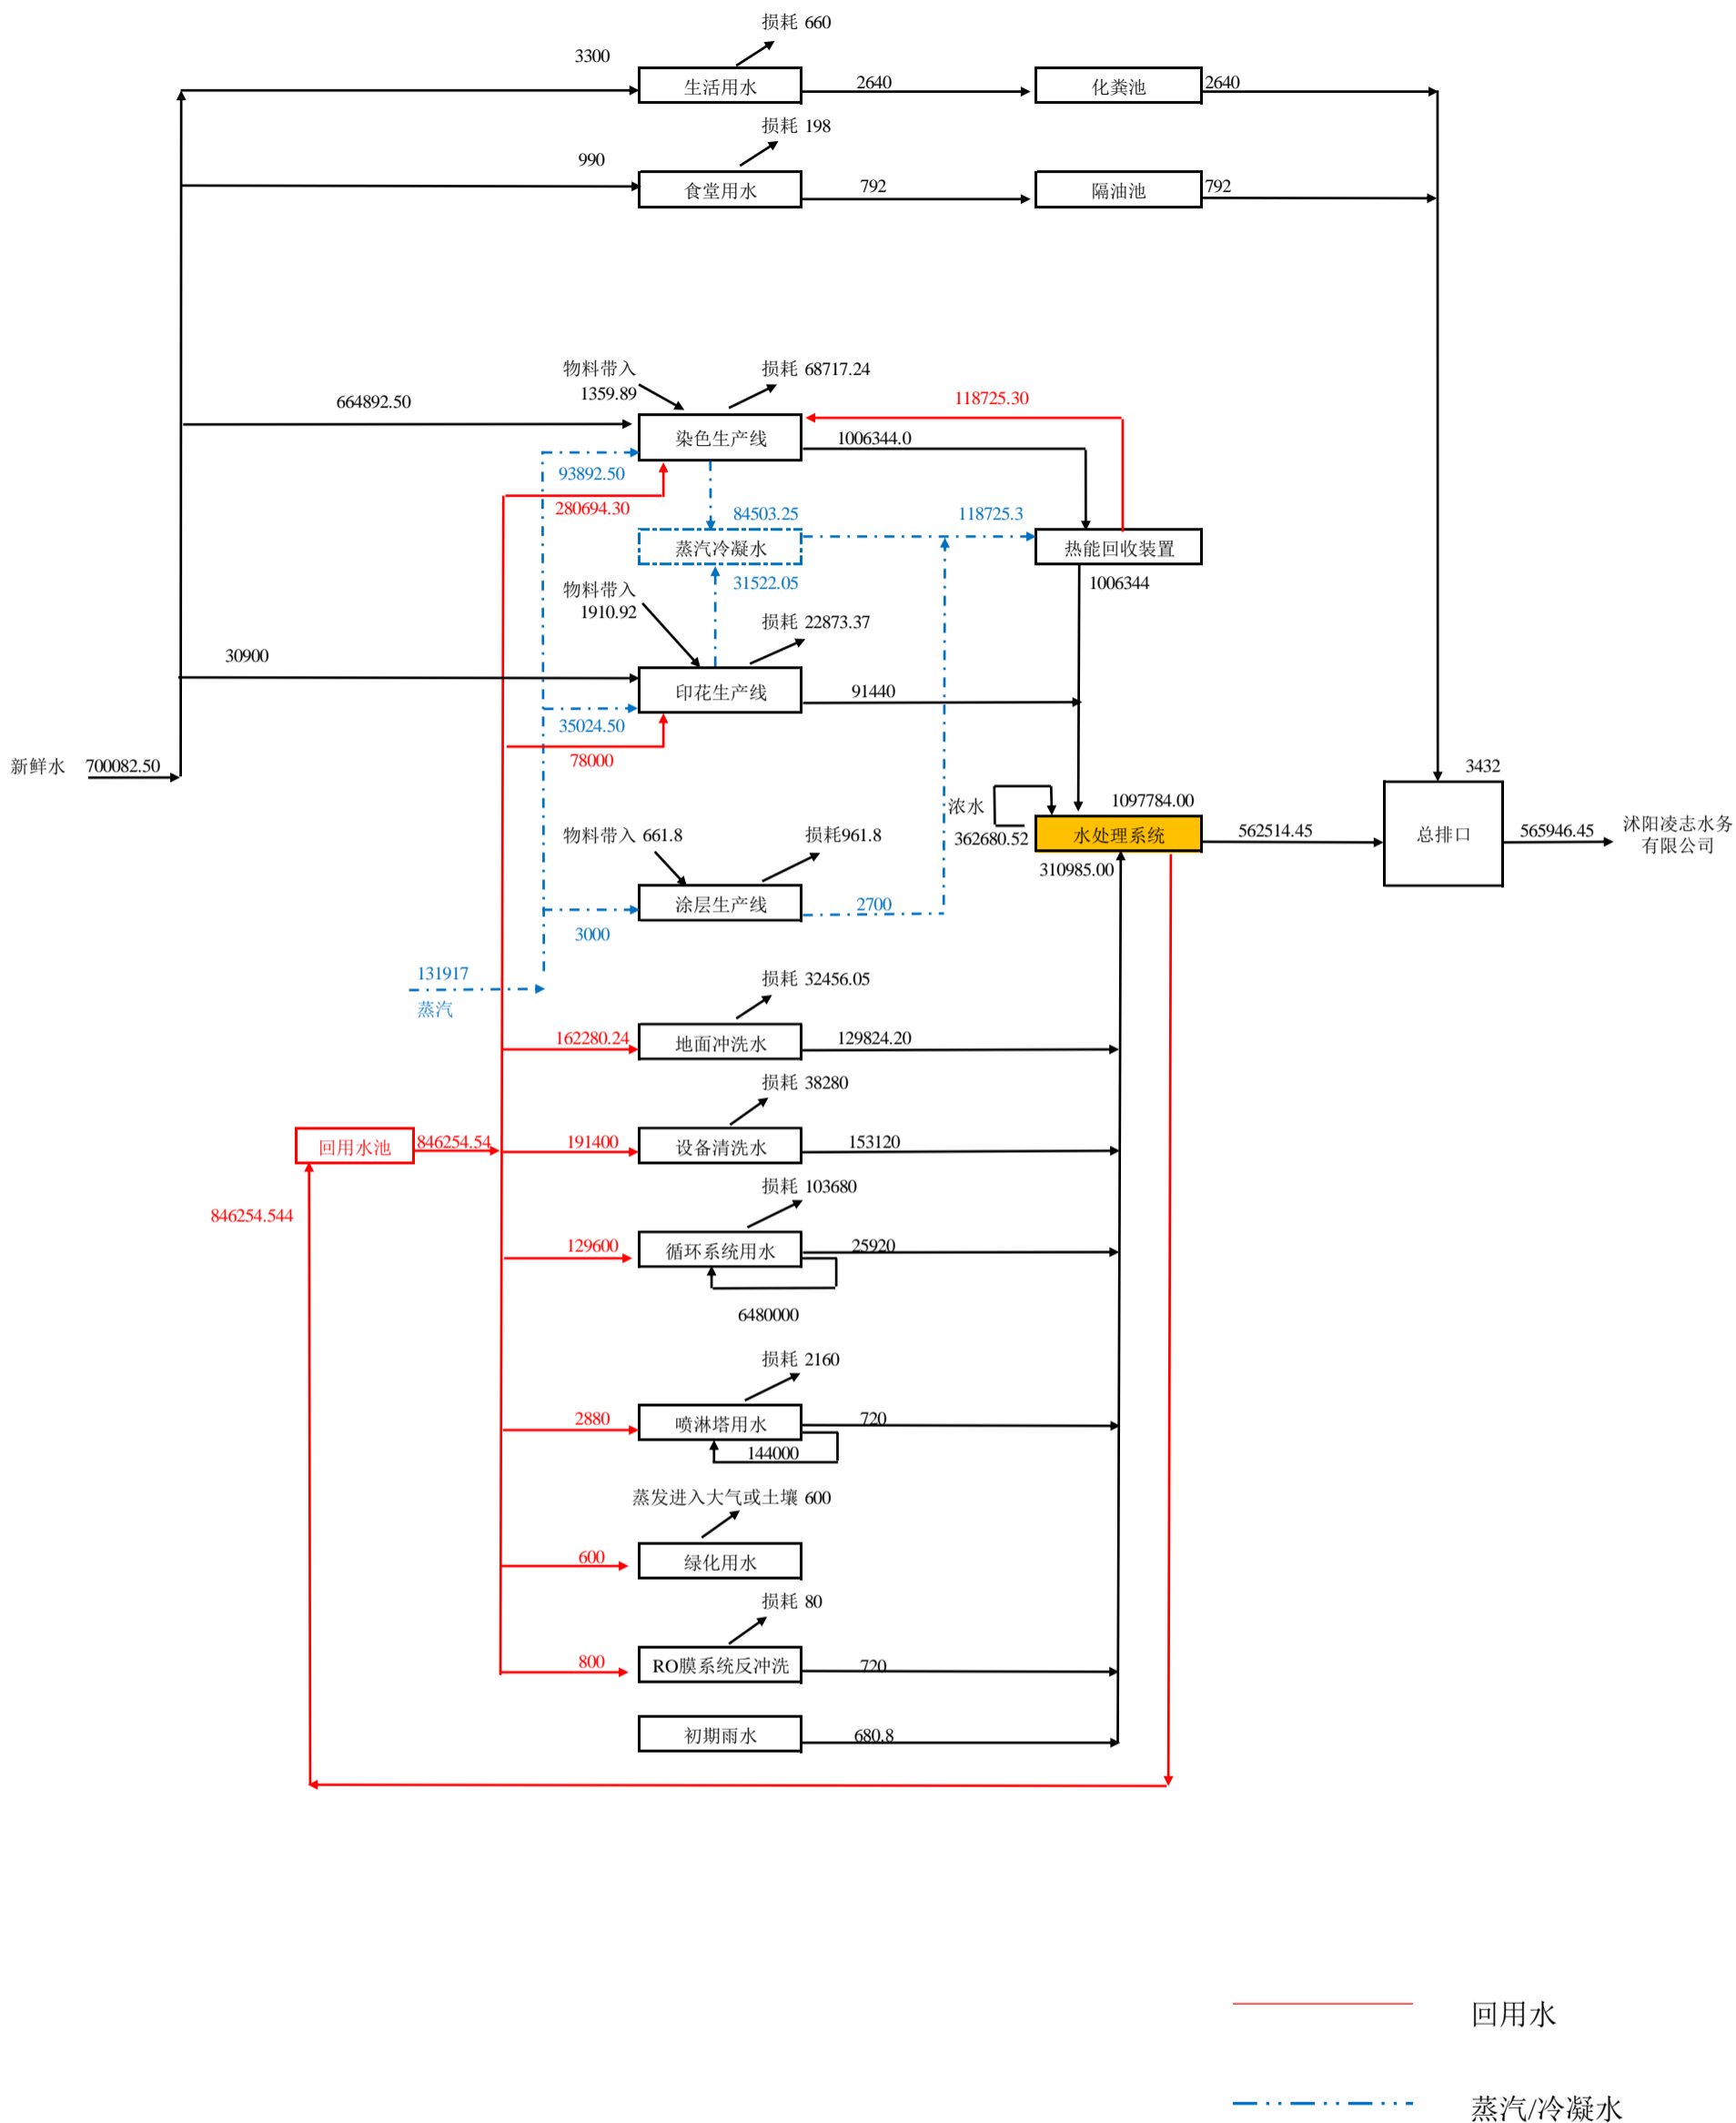 损耗 660
3300
生活用水
2640
化粪池
2640
损耗 198
990
食堂用水
792
隔油池
792
物料带入
1359.89
损耗 68717.24
664892.50
118725.30
染色生产线
1006344.0
93892.50
280694.30
84503.25
118725.3
蒸汽冷凝水
热能回收装置
31522.05
1006344
物料带入
1910.92
损耗 22873.37
30900
印花生产线
91440
35024.50
78000
新鲜水
700082.50
3432
浓水
362680.52
1097784.00
水处理系统
310985.00
562514.45
总排口
565946.45
沭阳凌志水务
有限公司
物料带入 661.8
损耗961.8
涂层生产线
2700
3000
131917
蒸汽
损耗 32456.05
162280.24
地面冲洗水
129824.20
损耗 38280
回用水池
846254.54
191400
设备清洗水
153120
846254.544
损耗 103680
129600
循环系统用水
25920
6480000
损耗 2160
2880
喷淋塔用水
720
144000
蒸发进入大气或土壤 600
600
绿化用水
损耗 80
800
RO膜系统反冲洗
720
初期雨水
680.8
回用水
蒸汽/冷凝水